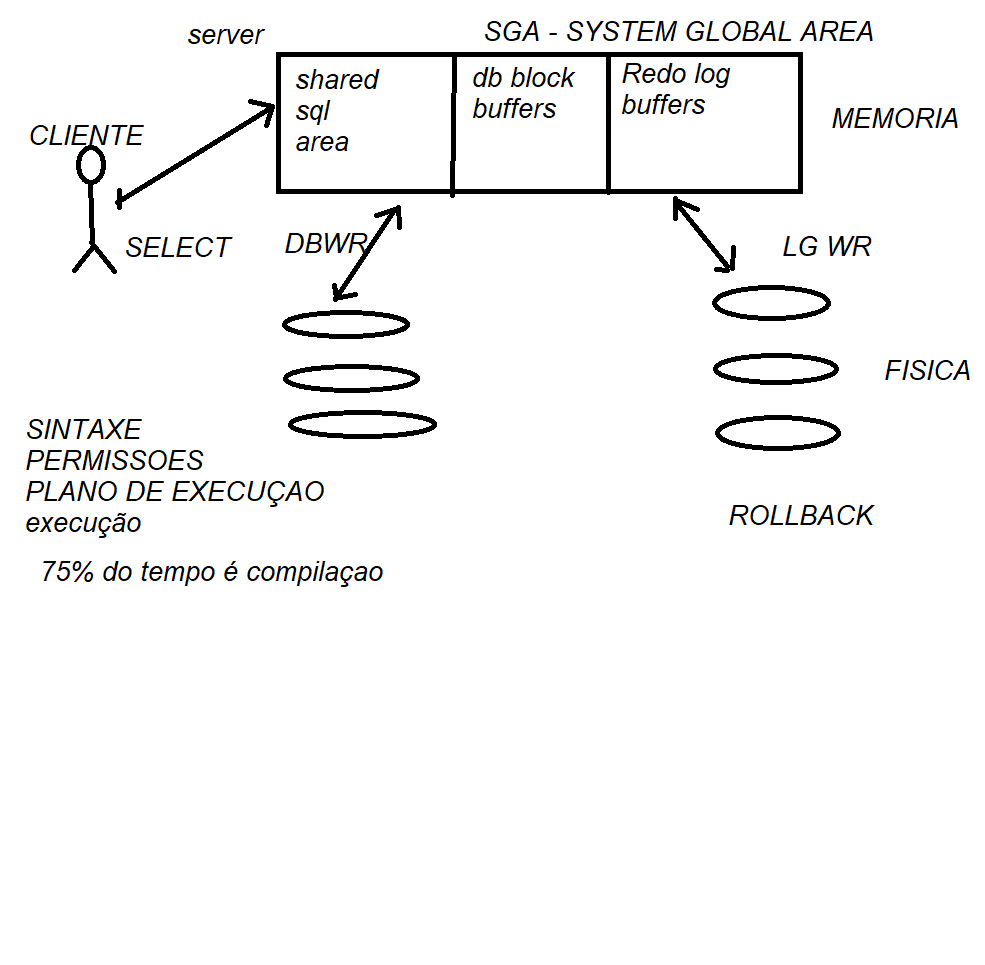 server
SGA - SYSTEM GLOBAL AREA
shared
sql
area
db block
buffers
Redo log
buffers
MEMORIA
CLIENTE
SELECT
DBWR
LG WR
FISICA
SINTAXE
PERMISSOES
PLANO DE EXECUÇAO
execução
ROLLBACK
75% do tempo é compilaçao